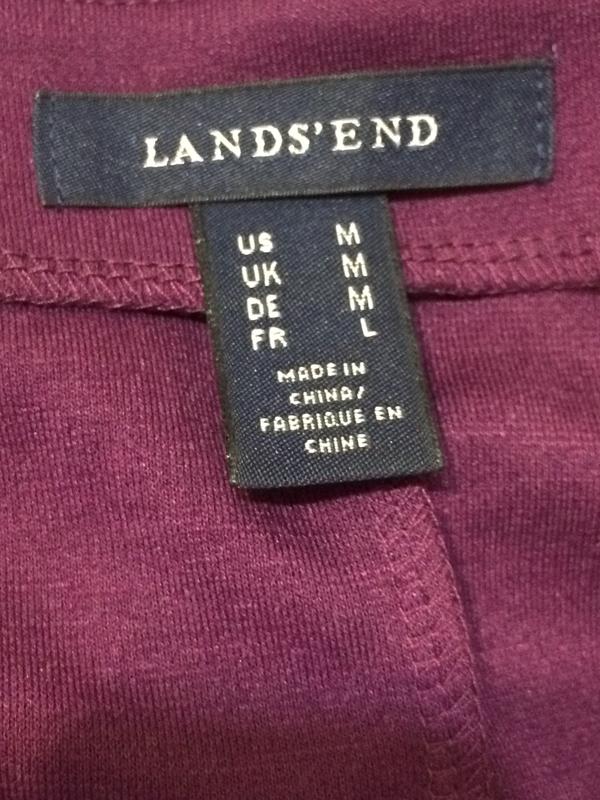 LANDS'END
US M
UK M
DE M
FR L
MADE IN
CHINA/
FABRIQUE EN
CHINE